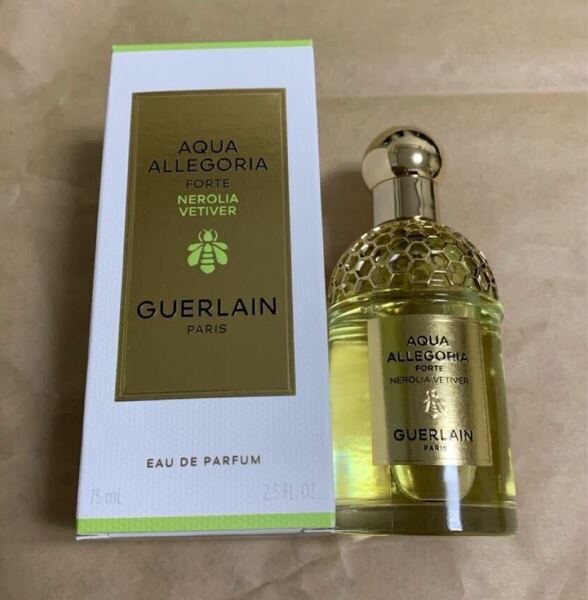 AQUA
ALLEGORIA
FORTE
NEROLIA
VETIVER
GUERLAIN
PARIS
EAU DE PARFUM
75 mL 2.5 FL.OZ
AQUA
ALLEGORIA
FORTE
NEROLIA VETIVER
GUERLAIN
PARIS